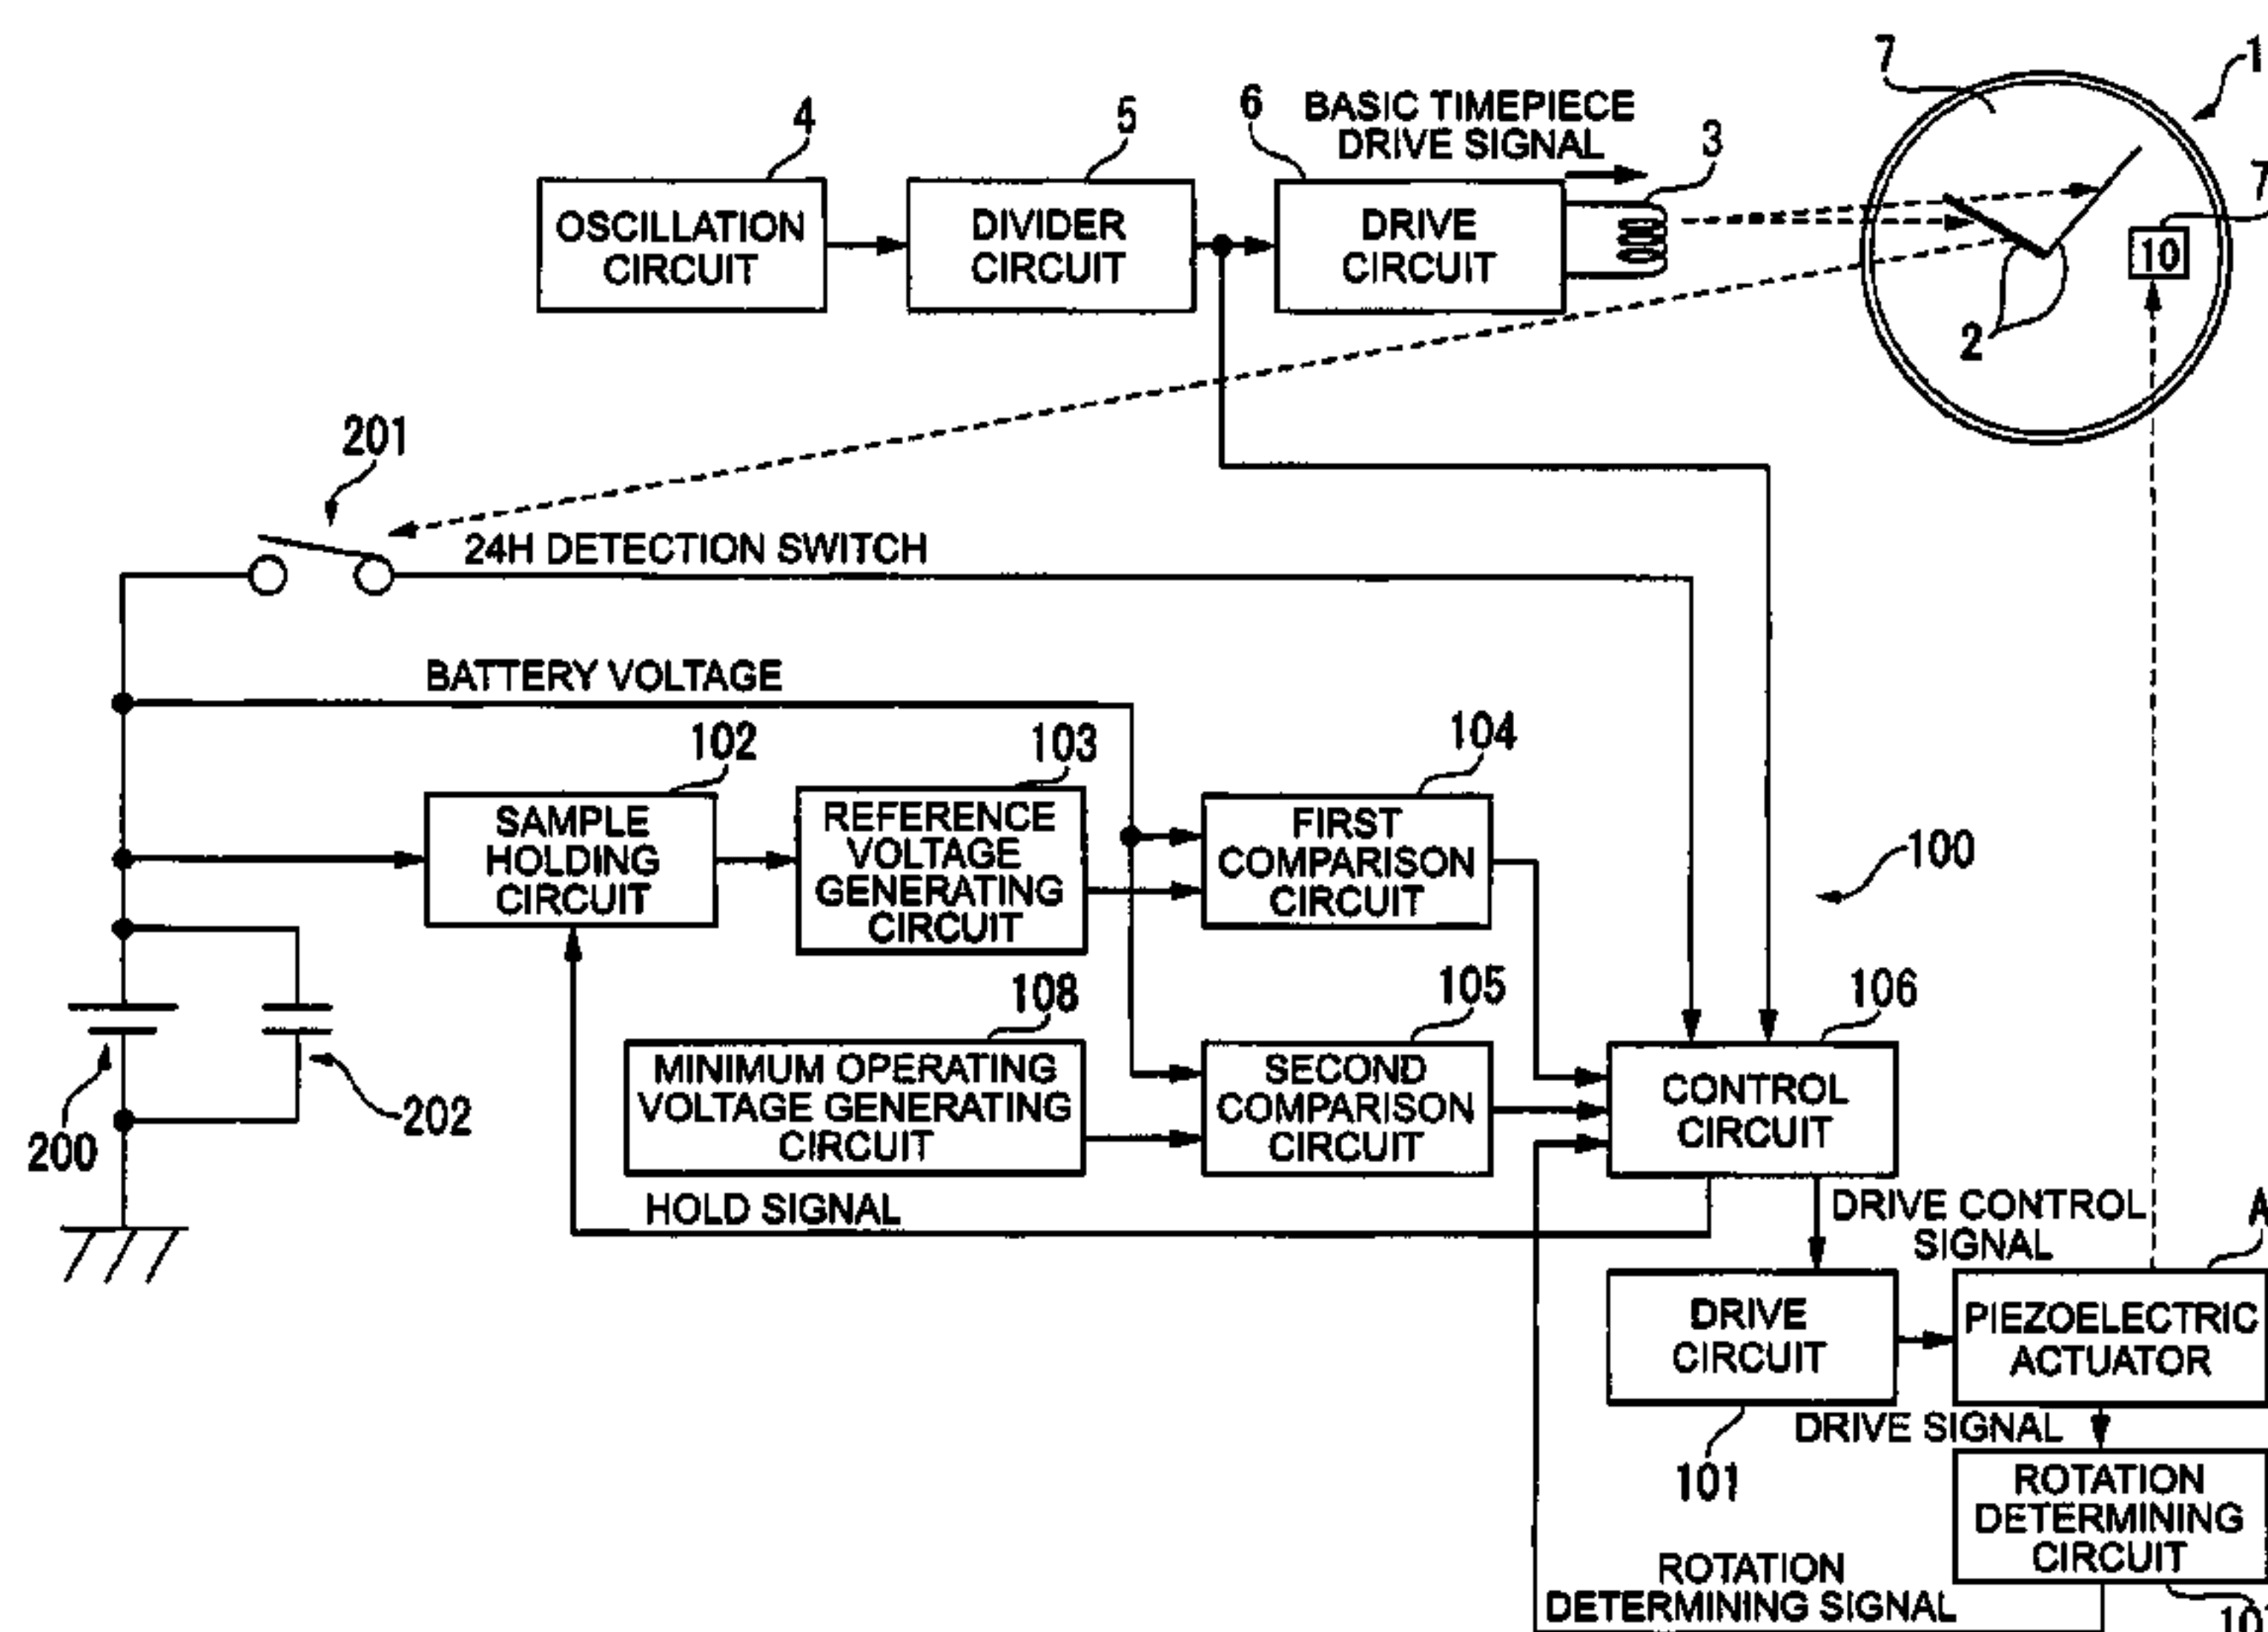 7
1
4
5
6
BASIC TIMEPIECE
DRIVE SIGNAL
3
OSCILLATION
CIRCUIT
DIVIDER
CIRCUIT
DRIVE
CIRCUIT
10
2
201
24H DETECTION SWITCH
BATTERY VOLTAGE
102
103
104
SAMPLE
HOLDING
CIRCUIT
REFERENCE
VOLTAGE
GENERATING
CIRCUIT
FIRST
COMPARISON
CIRCUIT
100
108
105
106
MINIMUM OPERATING
VOLTAGE GENERATING
CIRCUIT
SECOND
COMPARISON
CIRCUIT
CONTROL
CIRCUIT
200
202
HOLD SIGNAL
DRIVE CONTROL
SIGNAL
A
DRIVE
CIRCUIT
PIEZOELECTRIC
ACTUATOR
DRIVE SIGNAL
101
ROTATION
DETERMINING
CIRCUIT
ROTATION
DETERMINING SIGNAL